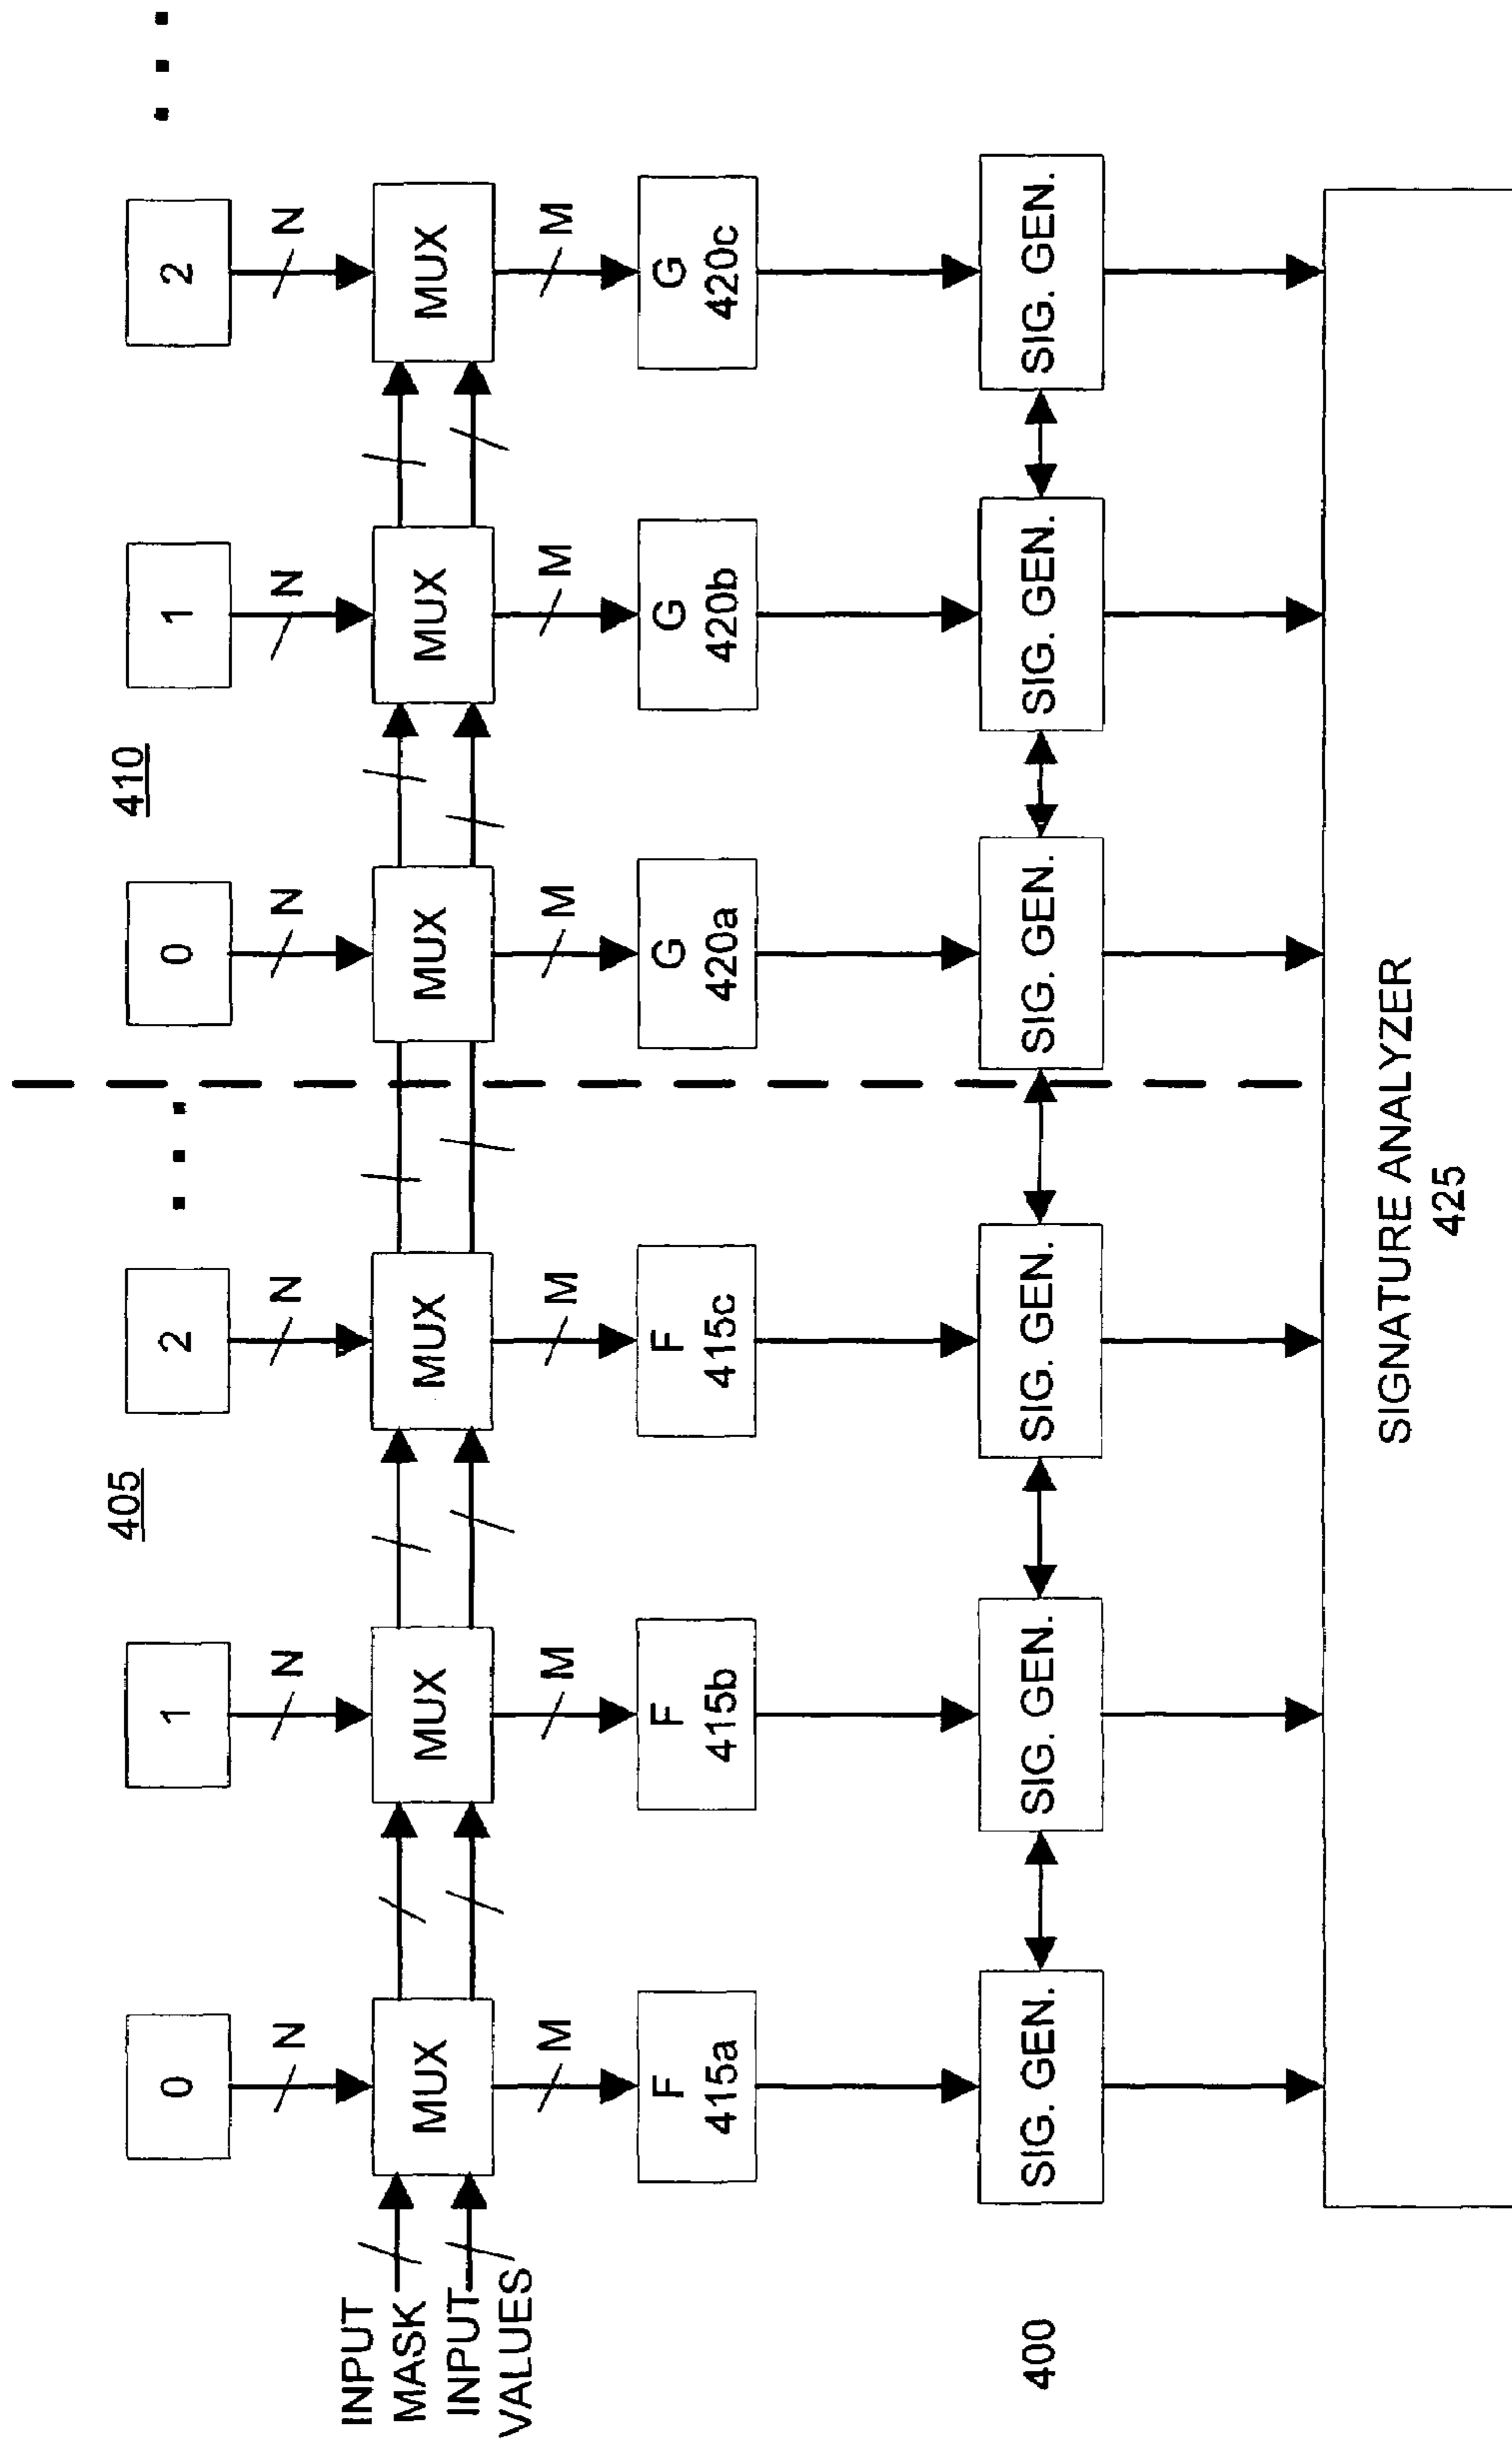 405
410
0
1
2
0
1
2
N
N
N
N
N
N
INPUT
MASK
INPUT
VALUES
MUX
MUX
MUX
MUX
MUX
MUX
M
M
M
M
M
M
F
415a
F
415b
F
415c
G
420a
G
420b
G
420c
400
SIG. GEN.
SIG. GEN.
SIG. GEN.
SIG. GEN.
SIG. GEN.
SIG. GEN.
SIGNATURE ANALYZER
425